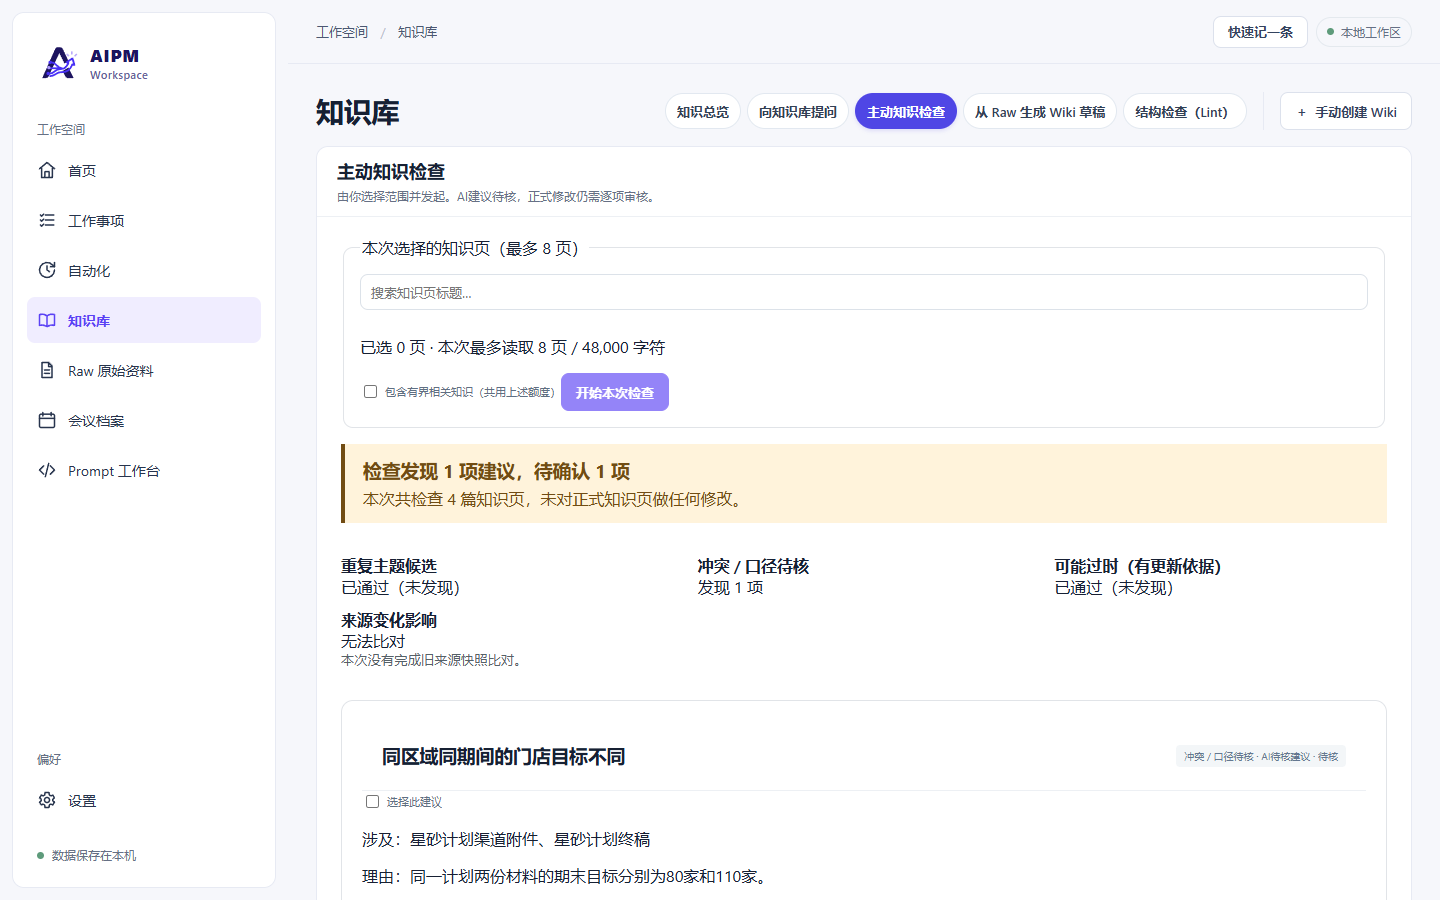 AIPM
Workspace
工作空间
首页
工作事项
自动化
知识库
Raw 原始资料
会议档案
Prompt 工作台
偏好
设置
数据保存在本机
工作空间 / 知识库
快速记一条
本地工作区
知识库
知识总览
向知识库提问
主动知识检查
从 Raw 生成 Wiki 草稿
结构检查（Lint）
+ 手动创建 Wiki
主动知识检查
由你选择范围并发起。AI建议待核，正式修改仍需逐项审核。
本次选择的知识页（最多 8 页）
搜索知识页标题...
已选 0 页 · 本次最多读取 8 页 / 48,000 字符
包含有界相关知识（共用上述额度）
开始本次检查
检查发现 1 项建议，待确认 1 项
本次共检查 4 篇知识页，未对正式知识页做任何修改。
重复主题候选
已通过（未发现）
冲突 / 口径待核
发现 1 项
可能过时（有更新依据）
已通过（未发现）
来源变化影响
无法比对
本次没有完成旧来源快照比对。
同区域同期间的门店目标不同
冲突 / 口径待核 · AI待核建议 · 待核
选择此建议
涉及：星砂计划渠道附件、星砂计划终稿
理由：同一计划两份材料的期末目标分别为80家和110家。